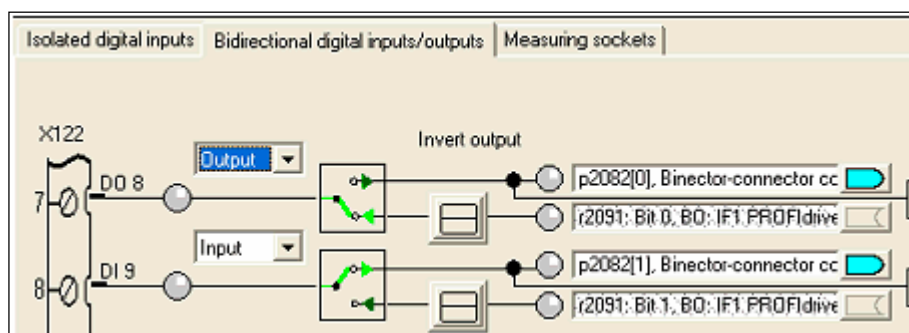 Isolated digital inputs Bidirectional digital inputs/outputs Measuring sockets
X122 Invert output
Output
DO 8 p2082[0], Binector-connector cc
7 r2091: Bit 0, BO: IF1 PROFIdrive
Input
DI 9 p2082[1], Binector-connector cc
8 r2091: Bit 1, BO: IF1 PROFIdrive